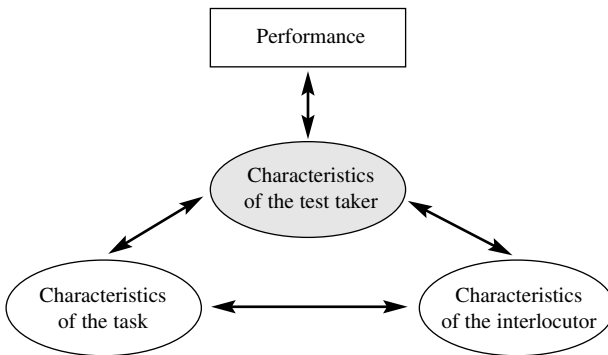 Performance
Characteristics
of the test taker
Characteristics
of the task
Characteristics
of the interlocutor